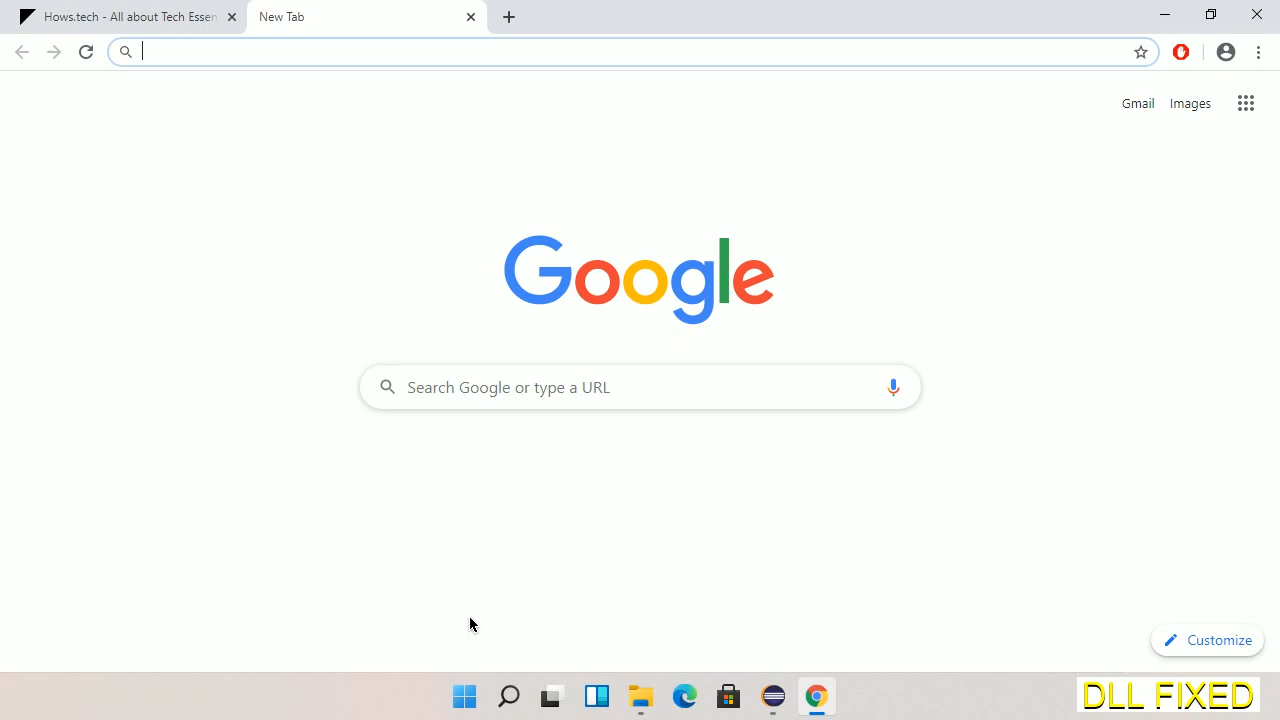 Hows.tech - All about Tech Essen
New Tab
Gmail Images
Google
Search Google or type a URL
Customize
DLL FIXED